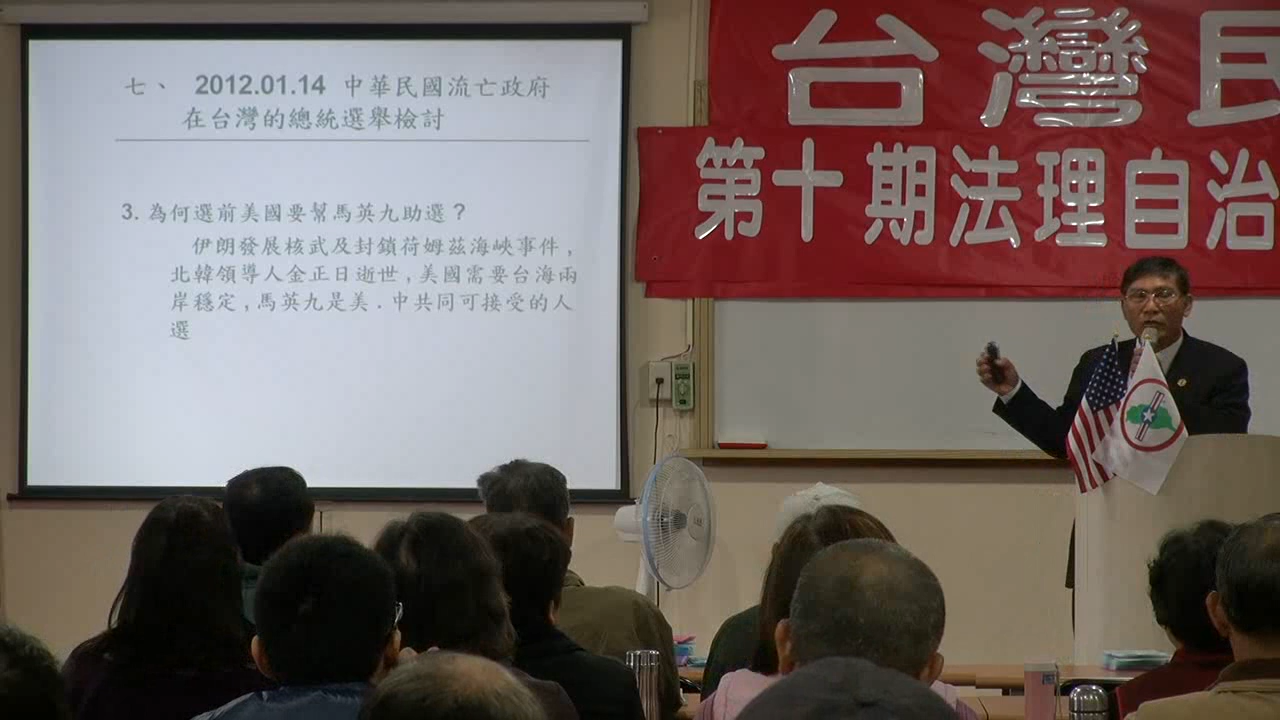 七、 2012.01.14 中華民國流亡政府
在台灣的總統選舉檢討
3. 為何選前美國要幫馬英九助選？
伊朗發展核武及封鎖荷姆茲海峽事件，
北韓領導人金正日逝世，美國需要台海兩
岸穩定，馬英九是美．中共同可接受的人
選
台灣民
第十期法理自治